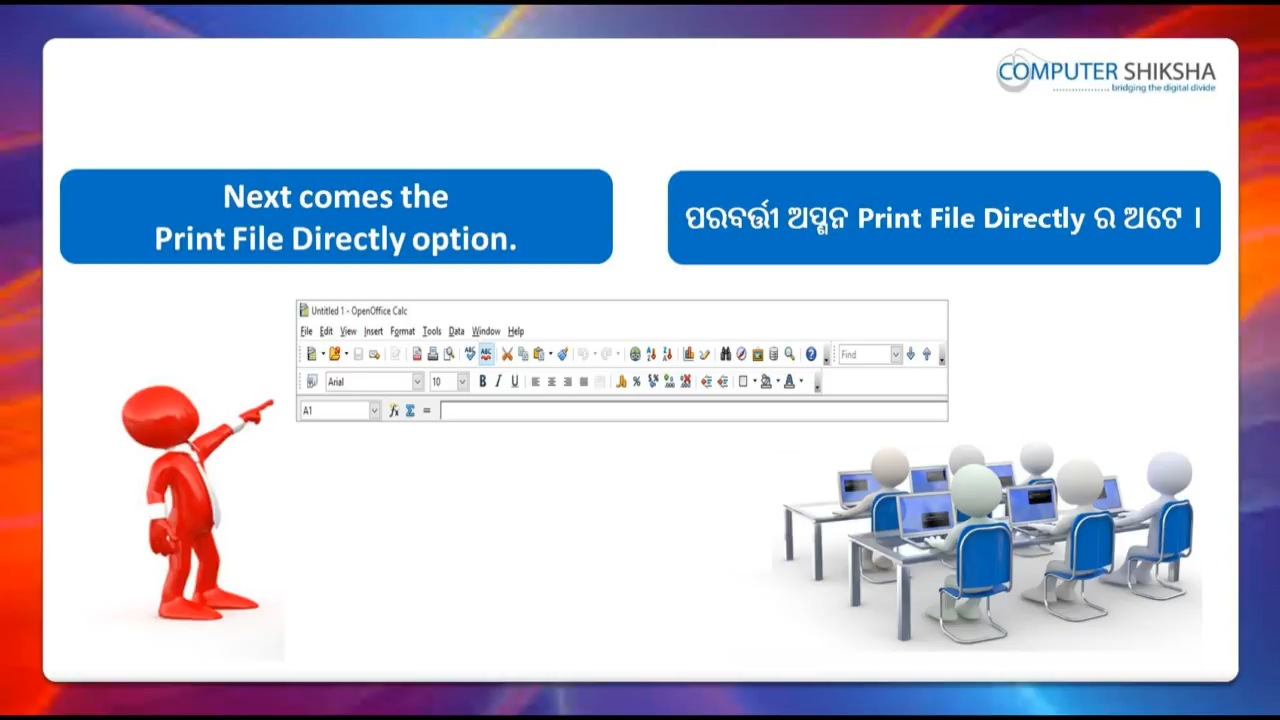 COMPUTER SHIKSHA
bridging the digital divide
Next comes the
Print File Directly option.
ପରବର୍ତ୍ତୀ ଅପ୍ସନ Print File Directly ର ଅଟେ ।
Untitled 1 - OpenOffice Calc
File Edit View Insert Format Tools Data Window Help
Find
Arial 10 B I U
A1